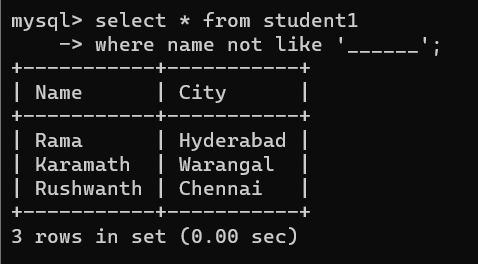 mysql> select * from student1
    -> where name not like '______';
+-----------+-----------+
| Name      | City      |
+-----------+-----------+
| Rama      | Hyderabad |
| Karamath  | Warangal  |
| Rushwanth | Chennai   |
+-----------+-----------+
3 rows in set (0.00 sec)